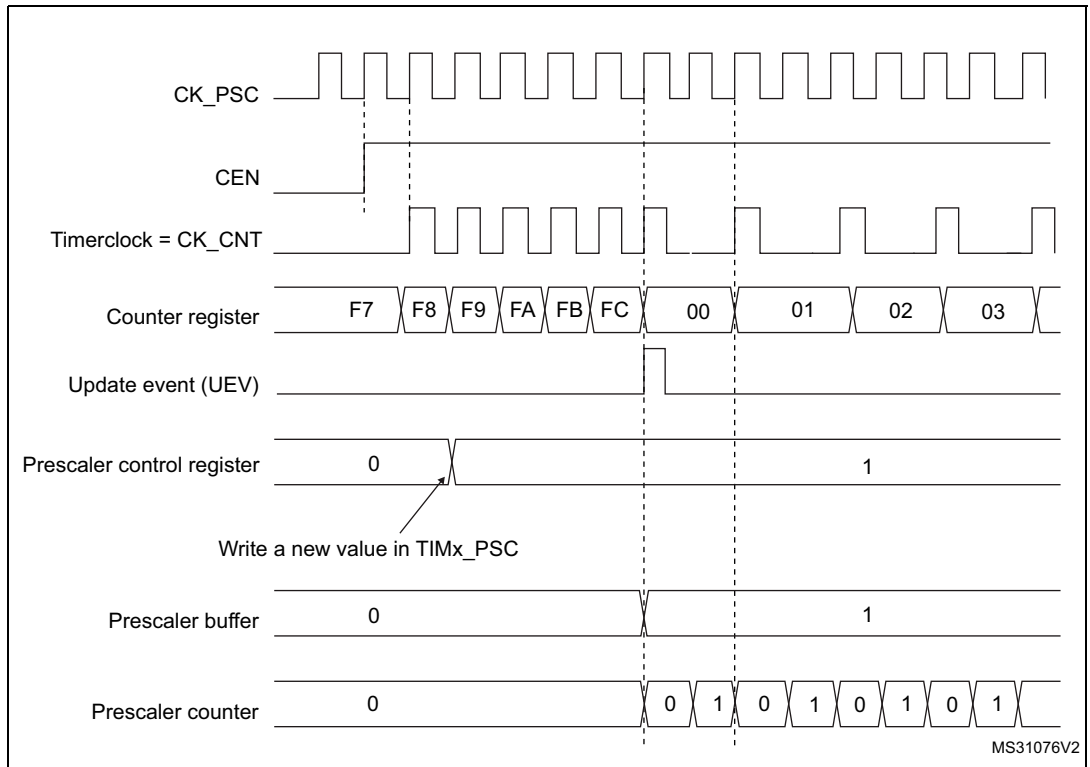 CK_PSC
CEN
Timerclock = CK_CNT
Counter register F7 F8 F9 FA FB FC 00 01 02 03
Update event (UEV)
Prescaler control register 0 1
Write a new value in TIMx_PSC
Prescaler buffer 0 1
Prescaler counter 0 0 1 0 1 0 1 0 1
MS31076V2